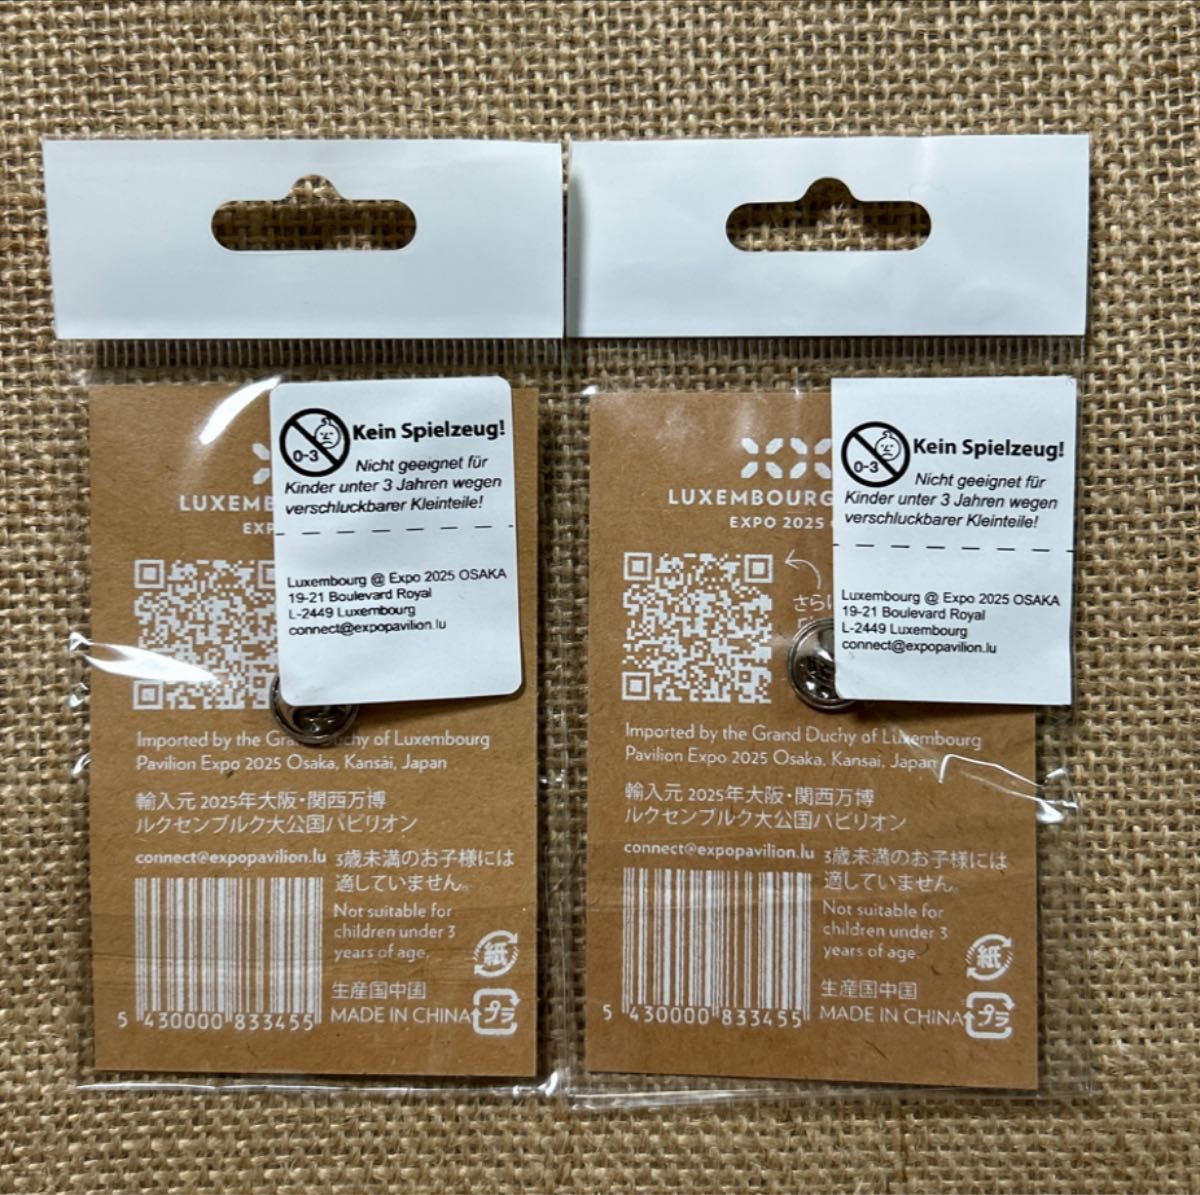 0-3
Kein Spielzeug!
Nicht geeignet für
Kinder unter 3 Jahren wegen
verschluckbarer Kleinteile!
Luxembourg @ Expo 2025 OSAKA
19-21 Boulevard Royal
L-2449 Luxembourg
connect@expopavilion.lu
LUXEMB
EXP
Imported by the Grand Duchy of Luxembourg
Pavilion Expo 2025 Osaka, Kansai, Japan
輸入元 2025年大阪・関西万博
ルクセンブルク大公国パビリオン
connect@expopavilion.lu
3歳未満のお子様には
適していません。
Not suitable for
children under 3
years of age.
紙
生産国中国
MADE IN CHINA
プラ
5 430000 833455
0-3
Kein Spielzeug!
Nicht geeignet für
Kinder unter 3 Jahren wegen
verschluckbarer Kleinteile!
Luxembourg @ Expo 2025 OSAKA
19-21 Boulevard Royal
L-2449 Luxembourg
connect@expopavilion.lu
LUXEMBOURG
EXPO 2025
さら
Imported by the Grand Duchy of Luxembourg
Pavilion Expo 2025 Osaka, Kansai, Japan
輸入元 2025年大阪・関西万博
ルクセンブルク大公国パビリオン
connect@expopavilion.lu
3歳未満のお子様には
適していません。
Not suitable for
children under 3
years of age.
紙
生産国中国
MADE IN CHINA
プラ
5 430000 833455